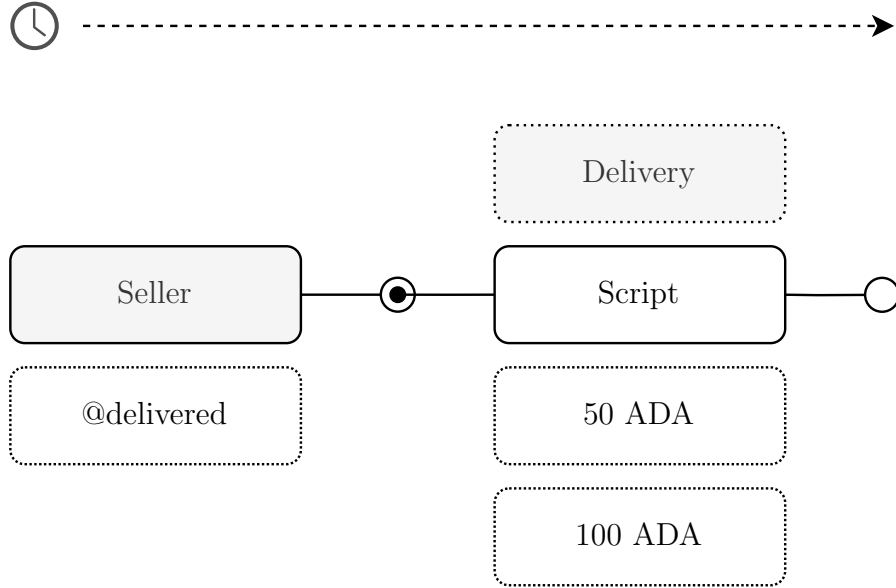 Delivery
Seller
Script
@delivered
50 ADA
100 ADA